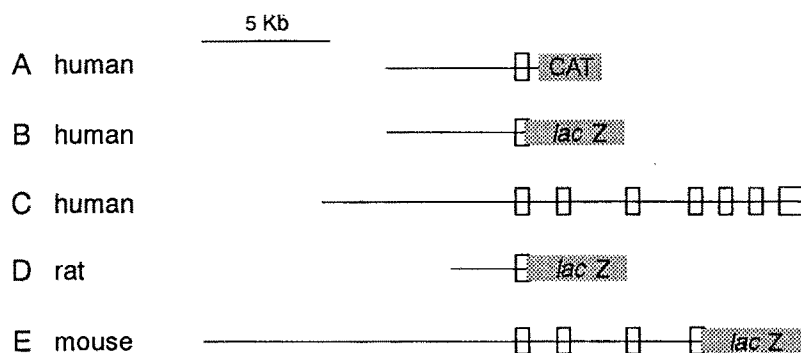 5 Kb
A human CAT
B human lac Z
C human
D rat lac Z
E mouse lac Z